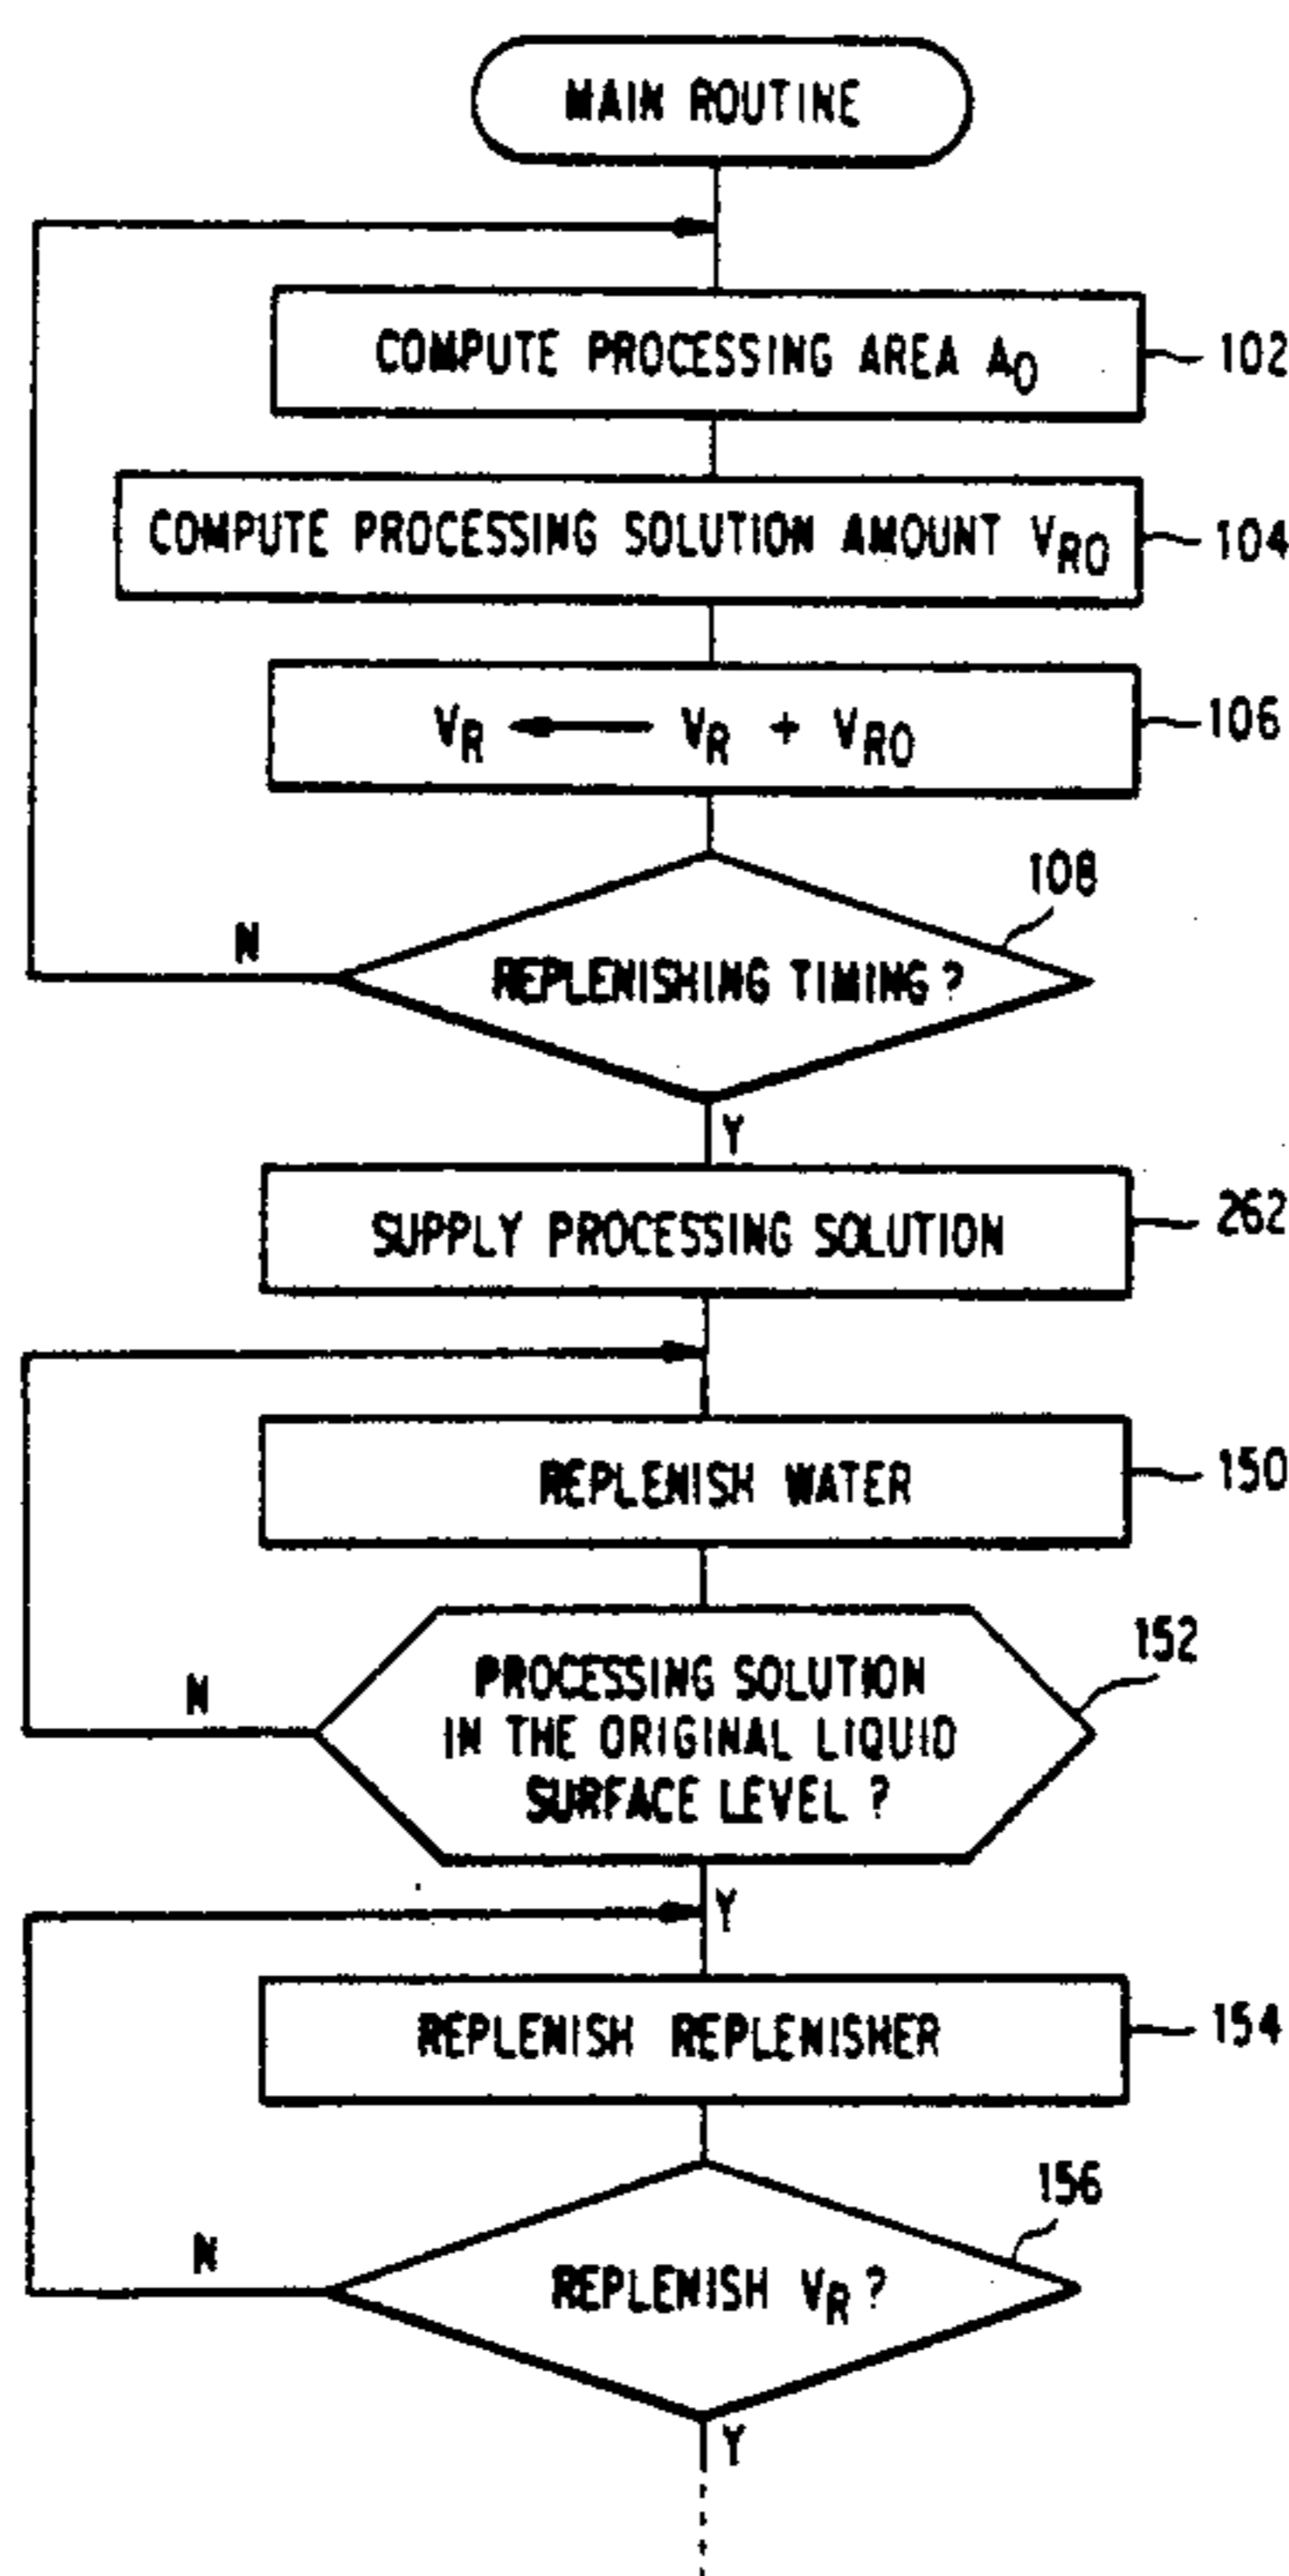 MAIN ROUTINE
COMPUTE PROCESSING AREA A0
102
COMPUTE PROCESSING SOLUTION AMOUNT VRO
104
VR ← VR + VRO
106
108
N
REPLENISHING TIMING ?
Y
SUPPLY PROCESSING SOLUTION
262
REPLENISH WATER
150
152
N
PROCESSING SOLUTION
IN THE ORIGINAL LIQUID
SURFACE LEVEL ?
Y
REPLENISH REPLENISHER
154
156
N
REPLENISH VR ?
Y